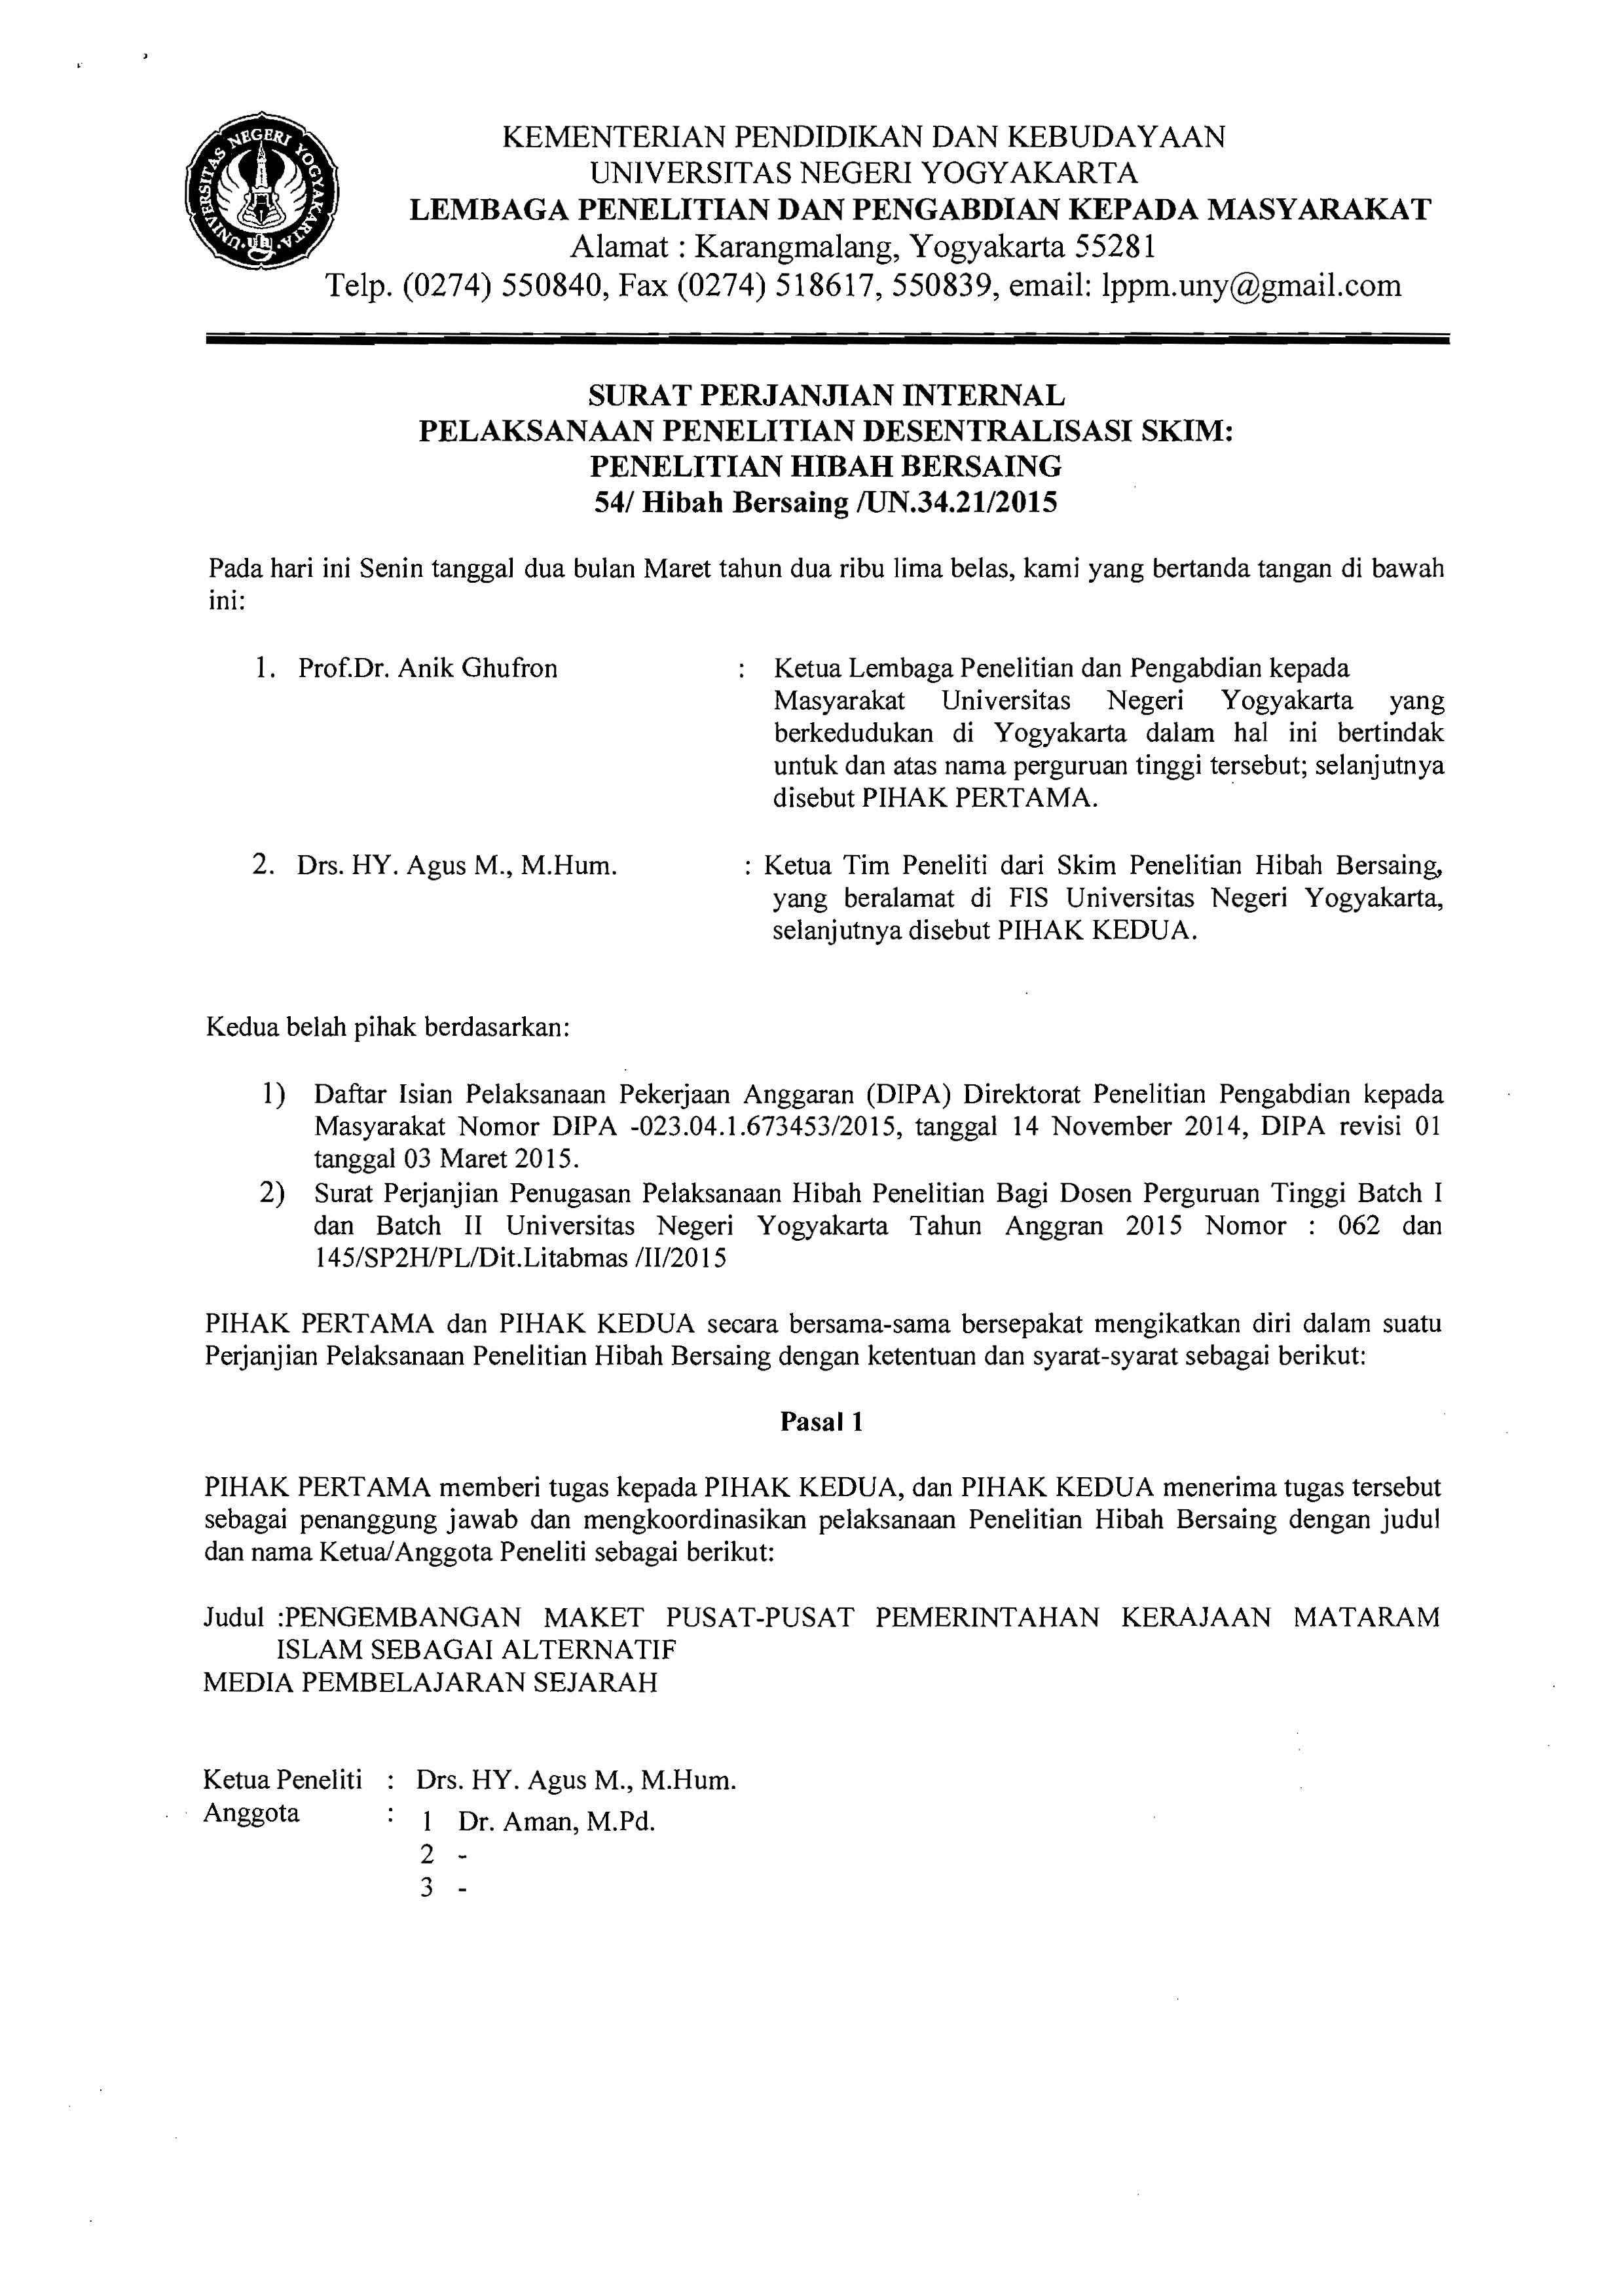 UNIVERSITAS NEGERI YOGYAKARTA
KEMENTERIAN PENDIDIKAN DAN KEBUDAYAAN
UNIVERSITAS NEGERI YOGYAKARTA
LEMBAGA PENELITIAN DAN PENGABDIAN KEPADA MASYARAKAT
Alamat : Karangmalang, Yogyakarta 55281
Telp. (0274) 550840, Fax (0274) 518617, 550839, email: lppm.uny@gmail.com
SURAT PERJANJIAN INTERNAL
PELAKSANAAN PENELITIAN DESENTRALISASI SKIM:
PENELITIAN HIBAH BERSAING
54/ Hibah Bersaing /UN.34.21/2015
Pada hari ini Senin tanggal dua bulan Maret tahun dua ribu lima belas, kami yang bertanda tangan di bawah
ini:
1. Prof.Dr. Anik Ghufron : Ketua Lembaga Penelitian dan Pengabdian kepada
Masyarakat Universitas Negeri Yogyakarta yang
berkedudukan di Yogyakarta dalam hal ini bertindak
untuk dan atas nama perguruan tinggi tersebut; selanjutnya
disebut PIHAK PERTAMA.
2. Drs. HY. Agus M., M.Hum. : Ketua Tim Peneliti dari Skim Penelitian Hibah Bersaing,
yang beralamat di FIS Universitas Negeri Yogyakarta,
selanjutnya disebut PIHAK KEDUA.
Kedua belah pihak berdasarkan:
1) Daftar Isian Pelaksanaan Pekerjaan Anggaran (DIPA) Direktorat Penelitian Pengabdian kepada
Masyarakat Nomor DIPA -023.04.1.673453/2015, tanggal 14 November 2014, DIPA revisi 01
tanggal 03 Maret 2015.
2) Surat Perjanjian Penugasan Pelaksanaan Hibah Penelitian Bagi Dosen Perguruan Tinggi Batch I
dan Batch II Universitas Negeri Yogyakarta Tahun Anggran 2015 Nomor : 062 dan
145/SP2H/PL/Dit.Litabmas /II/2015
PIHAK PERTAMA dan PIHAK KEDUA secara bersama-sama bersepakat mengikatkan diri dalam suatu
Perjanjian Pelaksanaan Penelitian Hibah Bersaing dengan ketentuan dan syarat-syarat sebagai berikut:
Pasal 1
PIHAK PERTAMA memberi tugas kepada PIHAK KEDUA, dan PIHAK KEDUA menerima tugas tersebut
sebagai penanggung jawab dan mengkoordinasikan pelaksanaan Penelitian Hibah Bersaing dengan judul
dan nama Ketua/Anggota Peneliti sebagai berikut:
Judul :PENGEMBANGAN MAKET PUSAT-PUSAT PEMERINTAHAN KERAJAAN MATARAM
ISLAM SEBAGAI ALTERNATIF
MEDIA PEMBELAJARAN SEJARAH
Ketua Peneliti : Drs. HY. Agus M., M.Hum.
Anggota : 1 Dr. Aman, M.Pd.
2 -
3 -